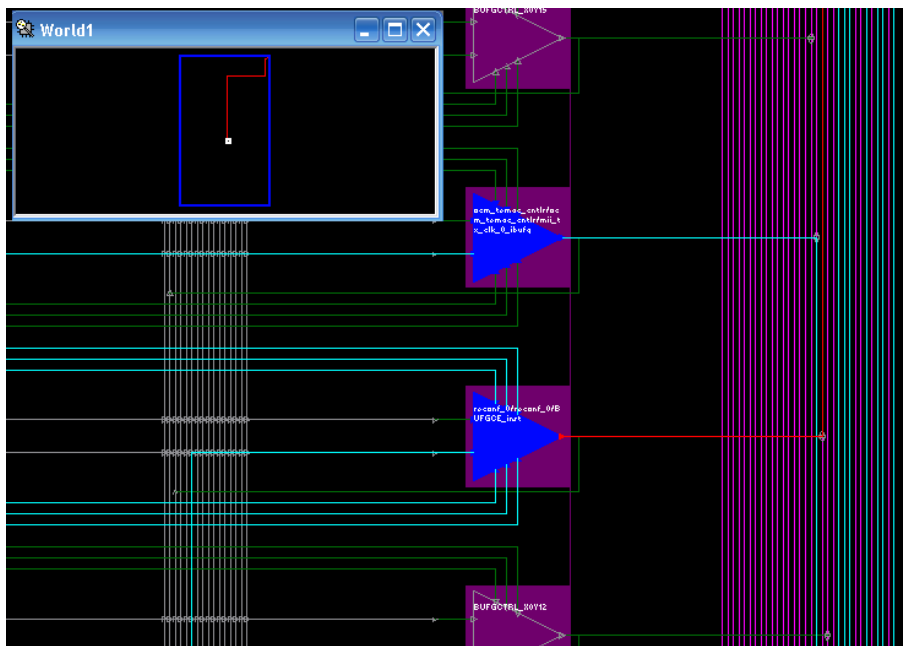 World1
BUFGCTRL_X0Y15
acm_temac_cntlr/ac
m_temac_cntlr/mii_t
x_clk_0_ibufg
reconf_0/reconf_0/B
UFGCE_inst
BUFGCTRL_X0Y12